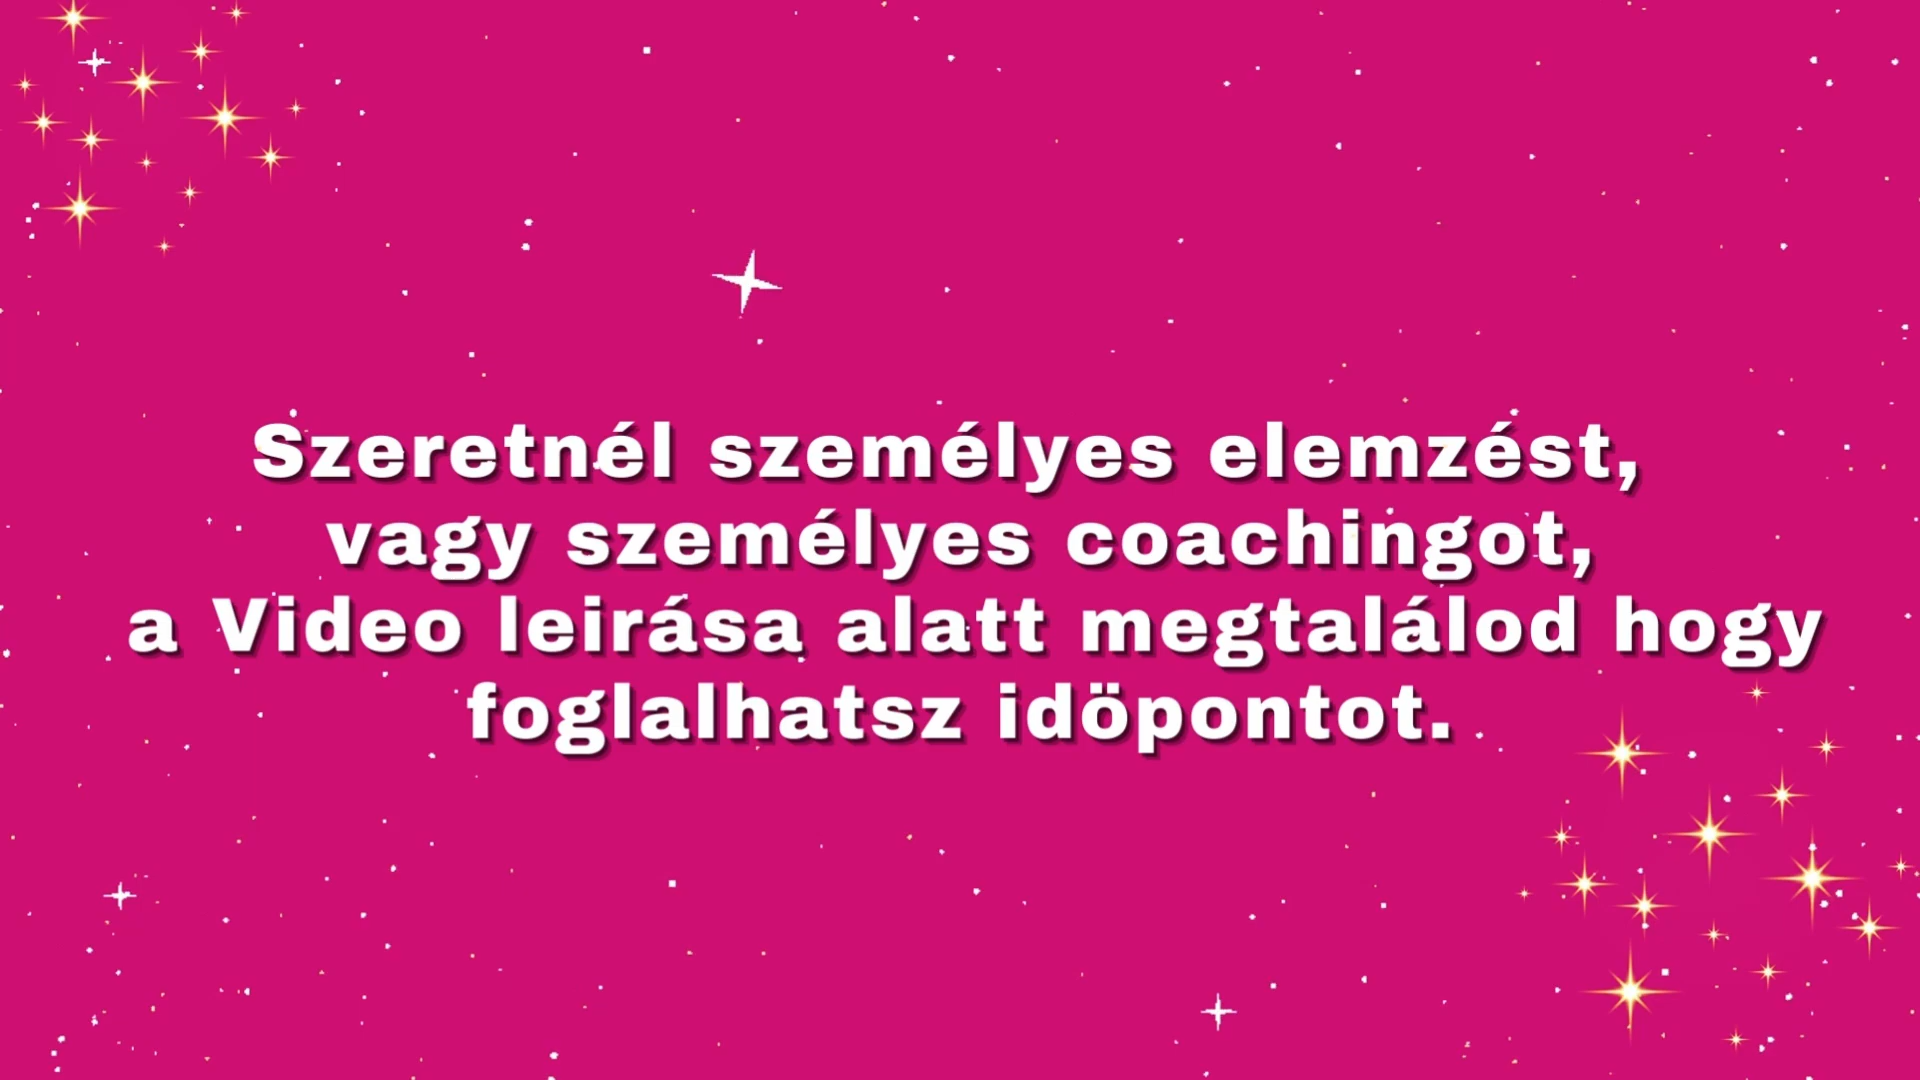 Szeretnél személyes elemzést,
vagy személyes coachingot,
a Video leirása alatt megtalálod hogy
foglalhatsz idöpontot.